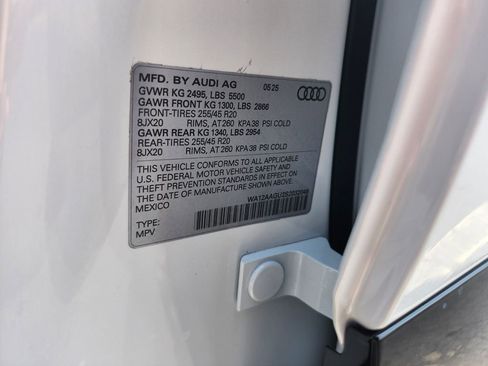 MFD. BY AUDI AG 05 25
GVWR KG 2495, LBS 5500
GAWR FRONT KG 1300, LBS 2866
FRONT-TIRES 255/45 R20
8JX20 RIMS, AT 260 KPA 38 PSI COLD
GAWR REAR KG 1340, LBS 2954
REAR-TIRES 255/45 R20
8JX20 RIMS, AT 260 KPA 38 PSI COLD
THIS VEHICLE CONFORMS TO ALL APPLICABLE
U.S. FEDERAL MOTOR VEHICLE SAFETY AND
THEFT PREVENTION STANDARDS IN EFFECT ON
THE DATE OF MANUFACTURE SHOWN ABOVE
MEXICO
TYPE:
MPV